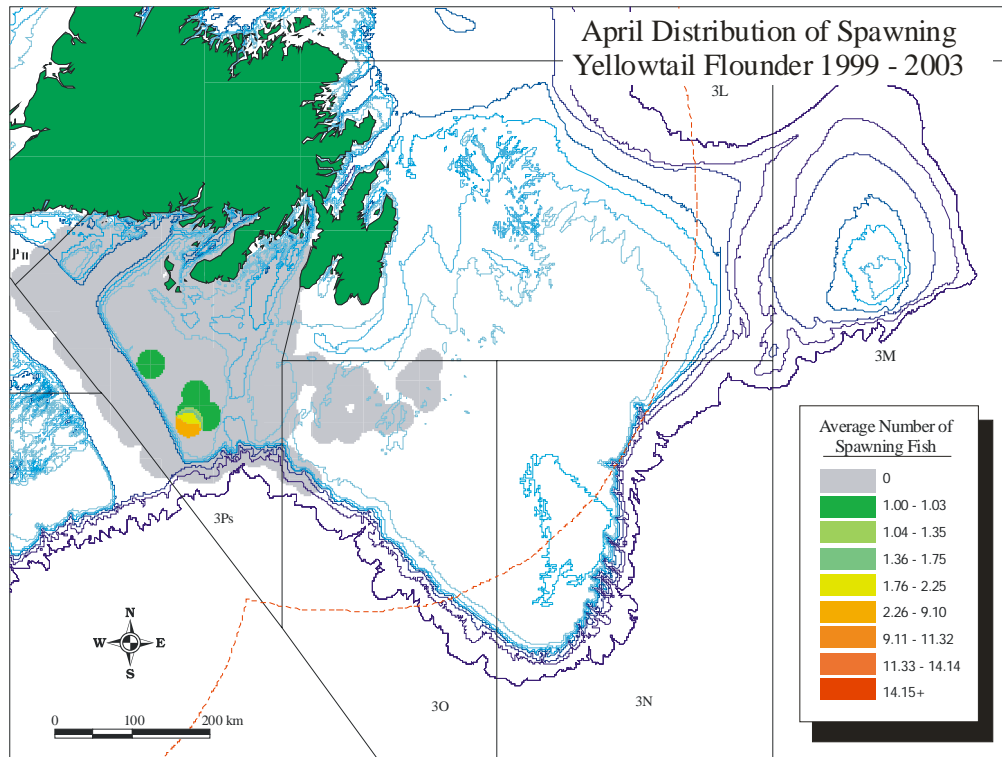 April Distribution of Spawning
Yellowtail Flounder 1999 - 2003
3L
3M
3Ps
3O
3N
N
W E
S
0 100 200 km
Average Number of
Spawning Fish
0
1.00 - 1.03
1.04 - 1.35
1.36 - 1.75
1.76 - 2.25
2.26 - 9.10
9.11 - 11.32
11.33 - 14.14
14.15+